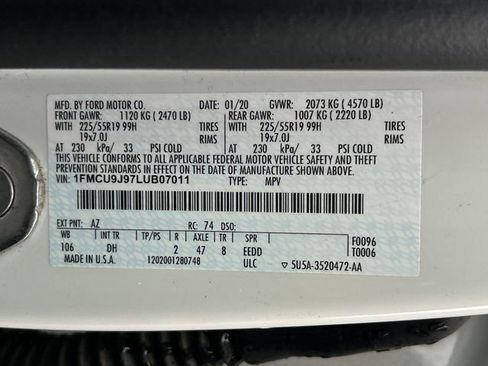 MFD. BY FORD MOTOR CO. DATE: 01/20 GVWR: 2073 KG ( 4570 LB)
FRONT GAWR: 1120 KG ( 2470 LB) REAR GAWR: 1007 KG ( 2220 LB)
WITH 225/55R19 99H TIRES WITH 225/55R19 99H TIRES
19x7.0J 19x7.0J
AT 230 kPa/ 33 PSI COLD AT 230 kPa/ 33 PSI COLD
THIS VEHICLE CONFORMS TO ALL APPLICABLE FEDERAL MOTOR VEHICLE SAFETY, BUMPER, AND THEFT
PREVENTION STANDARDS IN EFFECT ON THE DATE OF MANUFACTURE SHOWN ABOVE.
VIN: 1FMCU9J97LUB07011 TYPE: MPV
EXT PNT: AZ RC: 74 DSO:
WB INT TR TP/PS R AXLE TR SPR F0096
106 DH 2 47 8 EEDD T0006
MADE IN U.S.A. 1202001280748 ULC 5U5A-3520472-AA